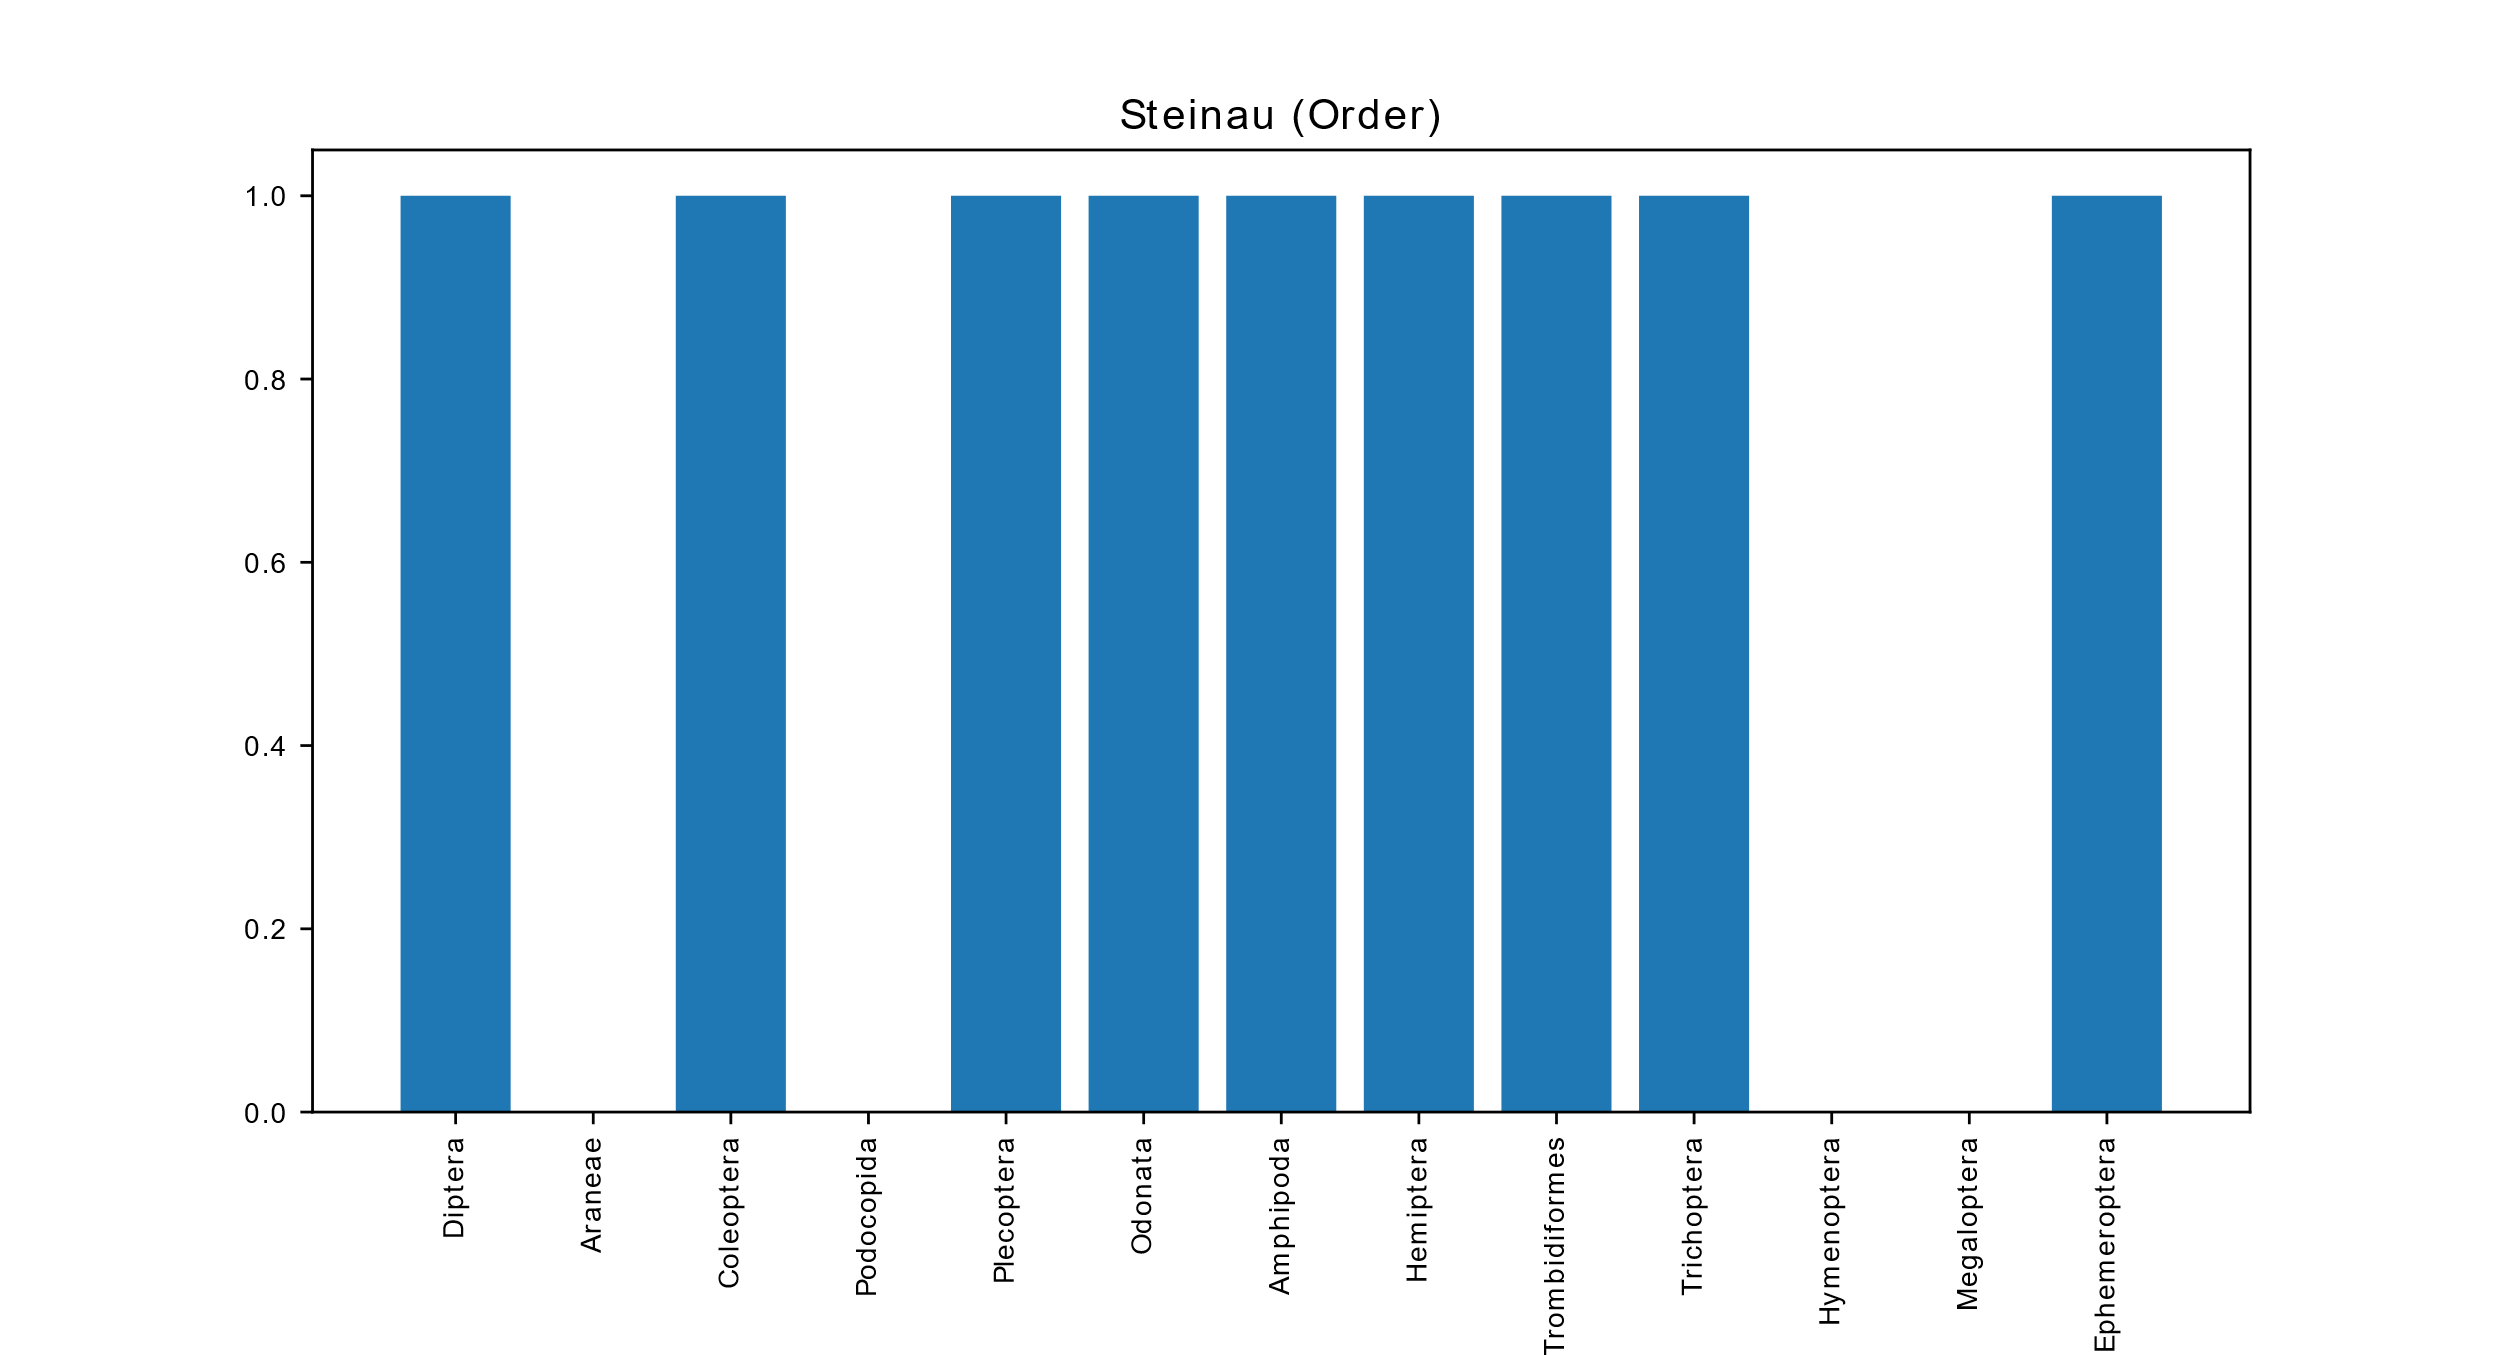 Steinau (Order)
1.0
0.8
0.6
0.4
0.2
0.0
Diptera
Araneae
Coleoptera
Podocopida
Plecoptera
Odonata
Amphipoda
Hemiptera
Trombidiformes
Trichoptera
Hymenoptera
Megaloptera
Ephemeroptera